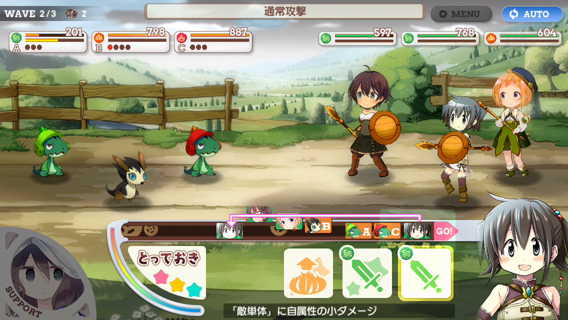 WAVE 2/3 2
通常攻撃
MENU
AUTO
201
A
798
B
887
C
597
768
604
B
A
C
GO!
とっておき
SUPPORT
「敵単体」に自属性の小ダメージ